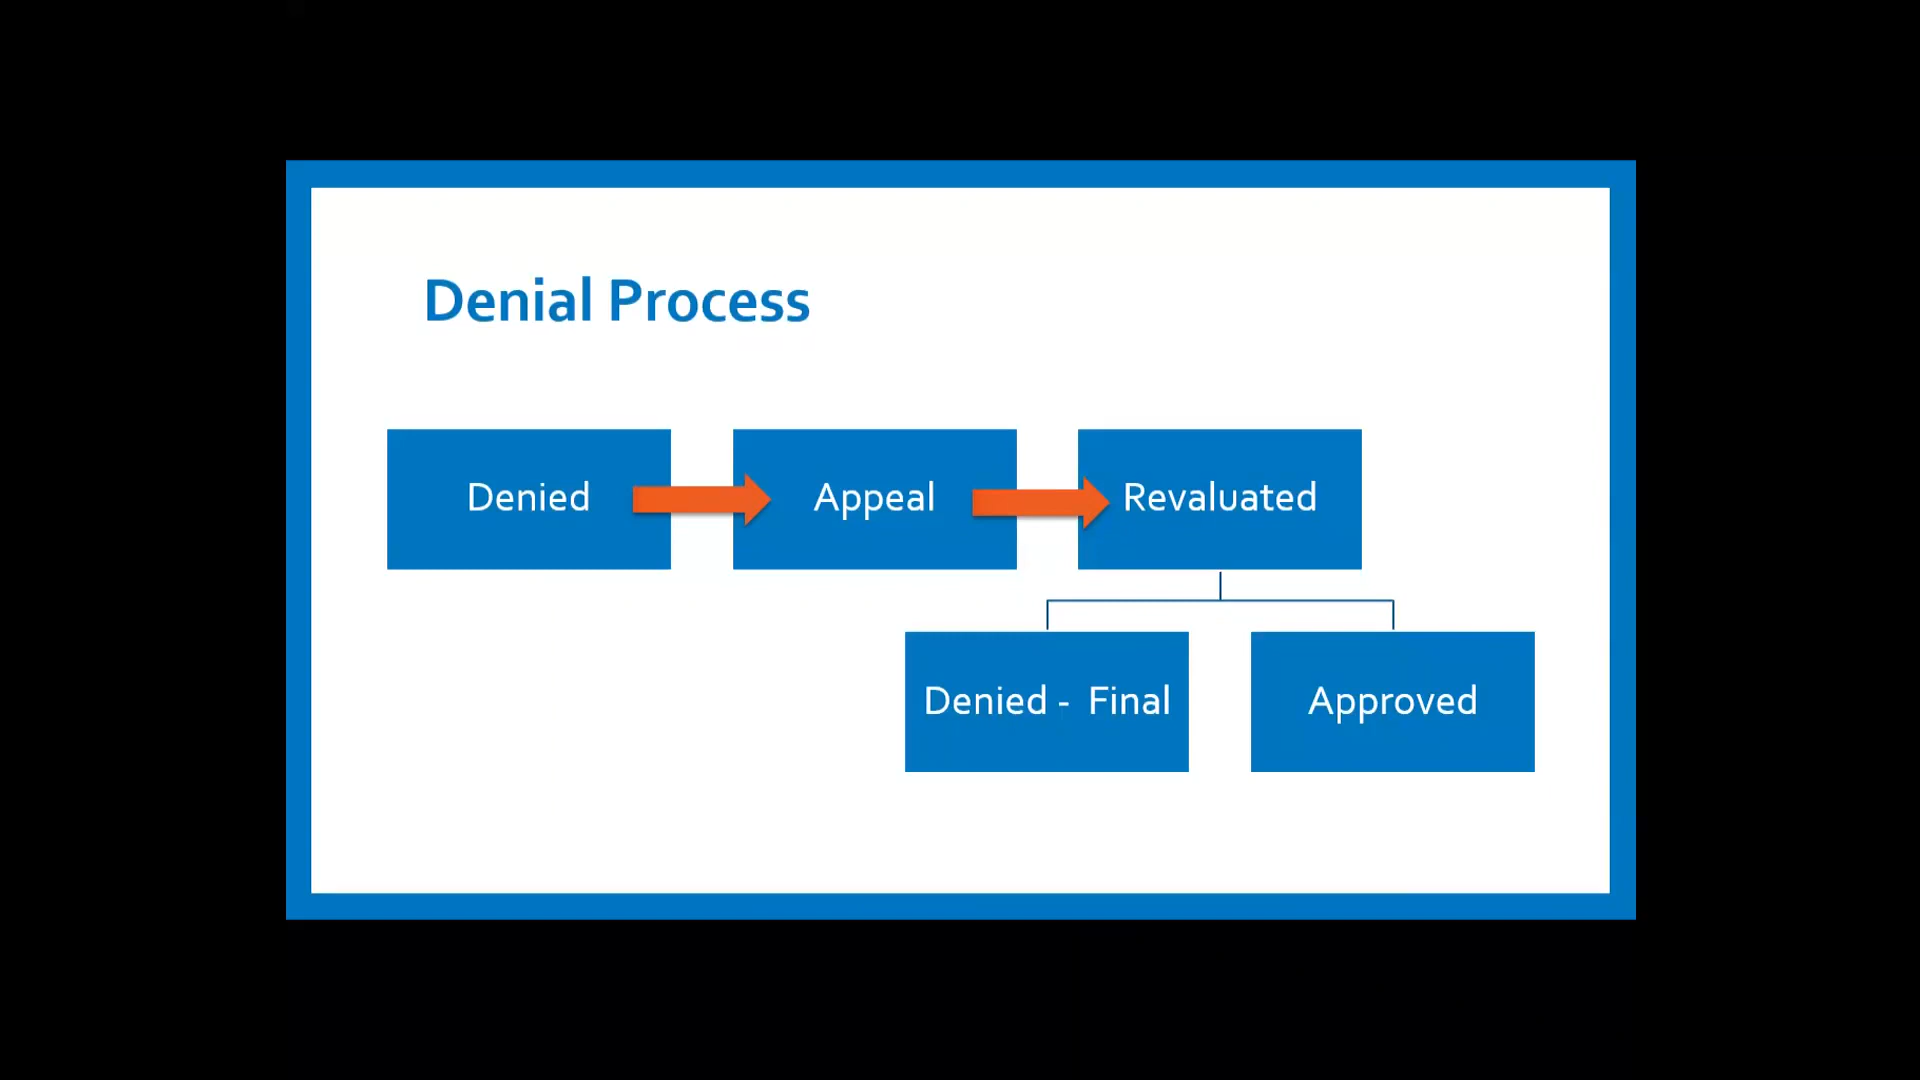 Denial Process
Denied
Appeal
Revaluated
Denied -  Final
Approved